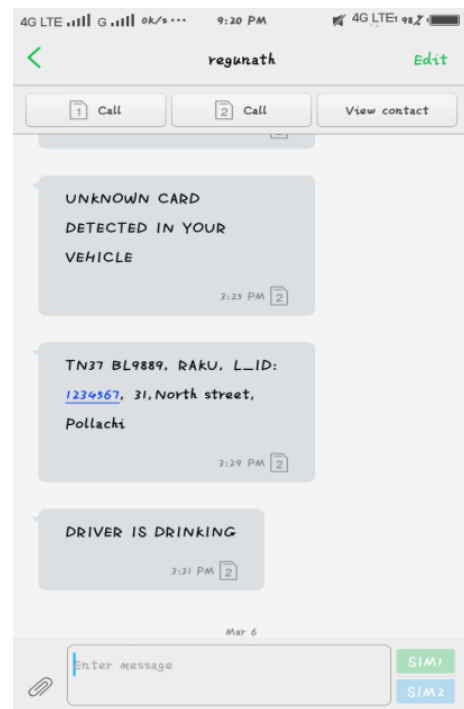 4G LTE G ok/s... 9:20 PM 4G LTE1 98%
regunath Edit
1 Call 2 Call View contact
UNKNOWN CARD
DETECTED IN YOUR
VEHICLE
3:25 PM 2
TN37 BL9889, RAKU, L_ID:
1234567, 31,North street,
Pollachi
3:29 PM 2
DRIVER IS DRINKING
3:31 PM 2
Mar 6
Enter message
SIM1
SIM2